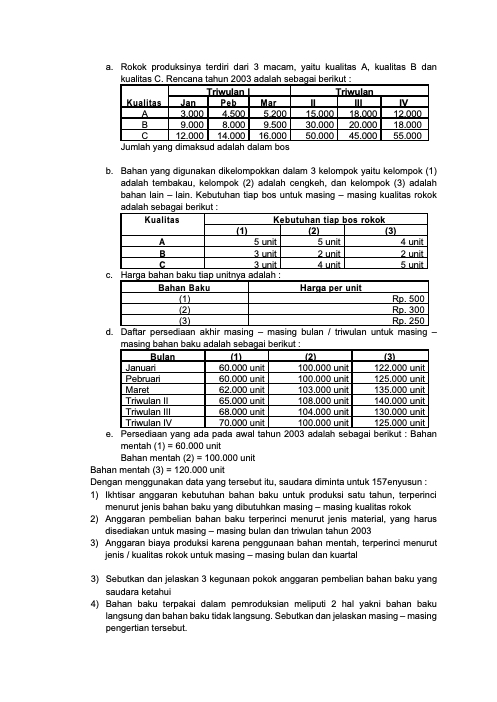 a. Rokok produksinya terdiri dari 3 macam, yaitu kualitas A, kualitas B dan
kualitas C. Rencana tahun 2003 adalah sebagai berikut :
Triwulan I Triwulan
Kualitas Jan Peb Mar II III IV
A 3.000 4.500 5.200 15.000 18.000 12.000
B 9.000 8.000 9.500 30.000 20.000 18.000
C 12.000 14.000 16.000 50.000 45.000 55.000
Jumlah yang dimaksud adalah dalam bos
b. Bahan yang digunakan dikelompokkan dalam 3 kelompok yaitu kelompok (1)
adalah tembakau, kelompok (2) adalah cengkeh, dan kelompok (3) adalah
bahan lain – lain. Kebutuhan tiap bos untuk masing – masing kualitas rokok
adalah sebagai berikut :
Kualitas Kebutuhan tiap bos rokok
(1) (2) (3)
A 5 unit 5 unit 4 unit
B 3 unit 2 unit 2 unit
C 3 unit 4 unit 5 unit
c. Harga bahan baku tiap unitnya adalah :
Bahan Baku Harga per unit
(1) Rp. 500
(2) Rp. 300
(3) Rp. 250
d. Daftar persediaan akhir masing – masing bulan / triwulan untuk masing –
masing bahan baku adalah sebagai berikut :
Bulan (1) (2) (3)
Januari 60.000 unit 100.000 unit 122.000 unit
Pebruari 60.000 unit 100.000 unit 125.000 unit
Maret 62.000 unit 103.000 unit 135.000 unit
Triwulan II 65.000 unit 108.000 unit 140.000 unit
Triwulan III 68.000 unit 104.000 unit 130.000 unit
Triwulan IV 70.000 unit 100.000 unit 125.000 unit
e. Persediaan yang ada pada awal tahun 2003 adalah sebagai berikut : Bahan
mentah (1) = 60.000 unit
Bahan mentah (2) = 100.000 unit
Bahan mentah (3) = 120.000 unit
Dengan menggunakan data yang tersebut itu, saudara diminta untuk 157enyusun :
1) Ikhtisar anggaran kebutuhan bahan baku untuk produksi satu tahun, terperinci
menurut jenis bahan baku yang dibutuhkan masing – masing kualitas rokok
2) Anggaran pembelian bahan baku terperinci menurut jenis material, yang harus
disediakan untuk masing – masing bulan dan triwulan tahun 2003
3) Anggaran biaya produksi karena penggunaan bahan mentah, terperinci menurut
jenis / kualitas rokok untuk masing – masing bulan dan kuartal
3) Sebutkan dan jelaskan 3 kegunaan pokok anggaran pembelian bahan baku yang
saudara ketahui
4) Bahan baku terpakai dalam pemroduksian meliputi 2 hal yakni bahan baku
langsung dan bahan baku tidak langsung. Sebutkan dan jelaskan masing – masing
pengertian tersebut.